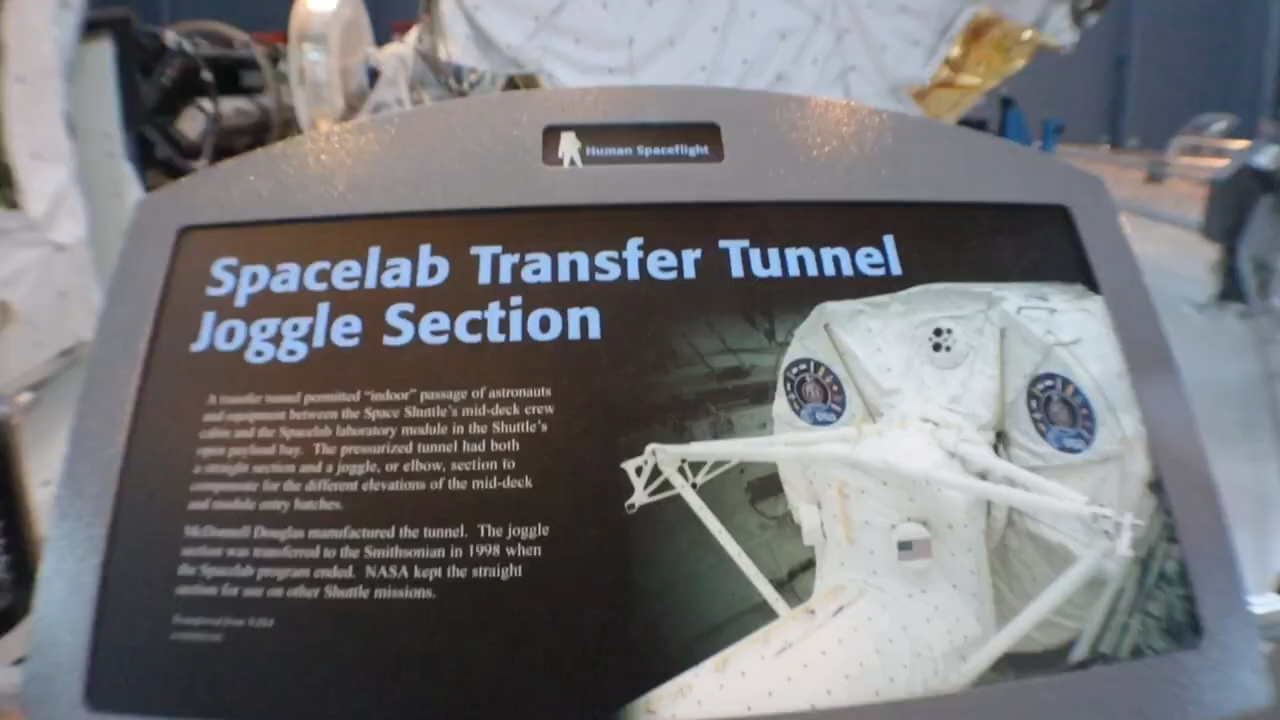 Human Spaceflight
Spacelab Transfer Tunnel
Joggle Section
A transfer tunnel permitted "indoor" passage of astronauts
and equipment between the Space Shuttle's mid-deck crew
cabin and the Spacelab laboratory module in the Shuttle's
open payload bay. The pressurized tunnel had both
a straight section and a joggle, or elbow, section to
compensate for the different elevations of the mid-deck
and module entry hatches.
McDonnell Douglas manufactured the tunnel. The joggle
section was transferred to the Smithsonian in 1998 when
the Spacelab program ended. NASA kept the straight
section for use on other Shuttle missions.
Transferred from NASA